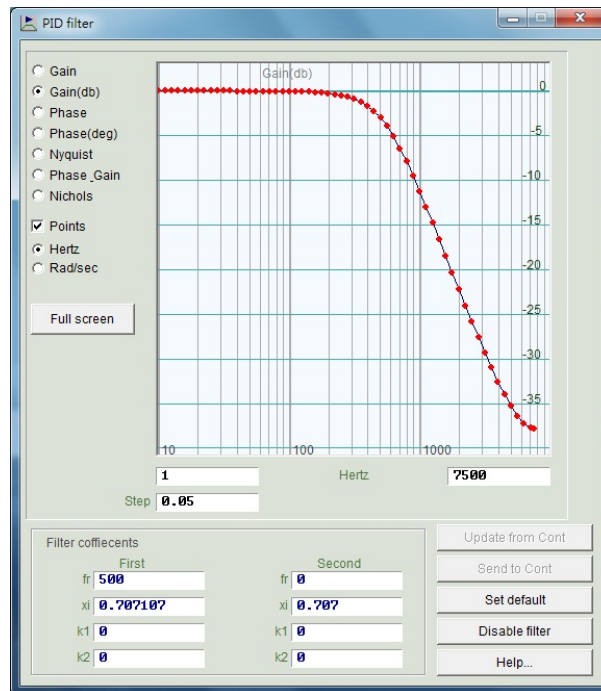 PID filter
Gain
Gain(db)
Phase
Phase(deg)
Nyquist
Phase_Gain
Nichols
Points
Hertz
Rad/sec
Full screen
Gain(db)
0
-5
-10
-15
-20
-25
-30
-35
10
100
1000
1
Hertz
7500
Step
0.05
Filter coffiecents
First
fr 500
xi 0.707107
k1 0
k2 0
Second
fr 0
xi 0.707
k1 0
k2 0
Update from Cont
Send to Cont
Set default
Disable filter
Help...